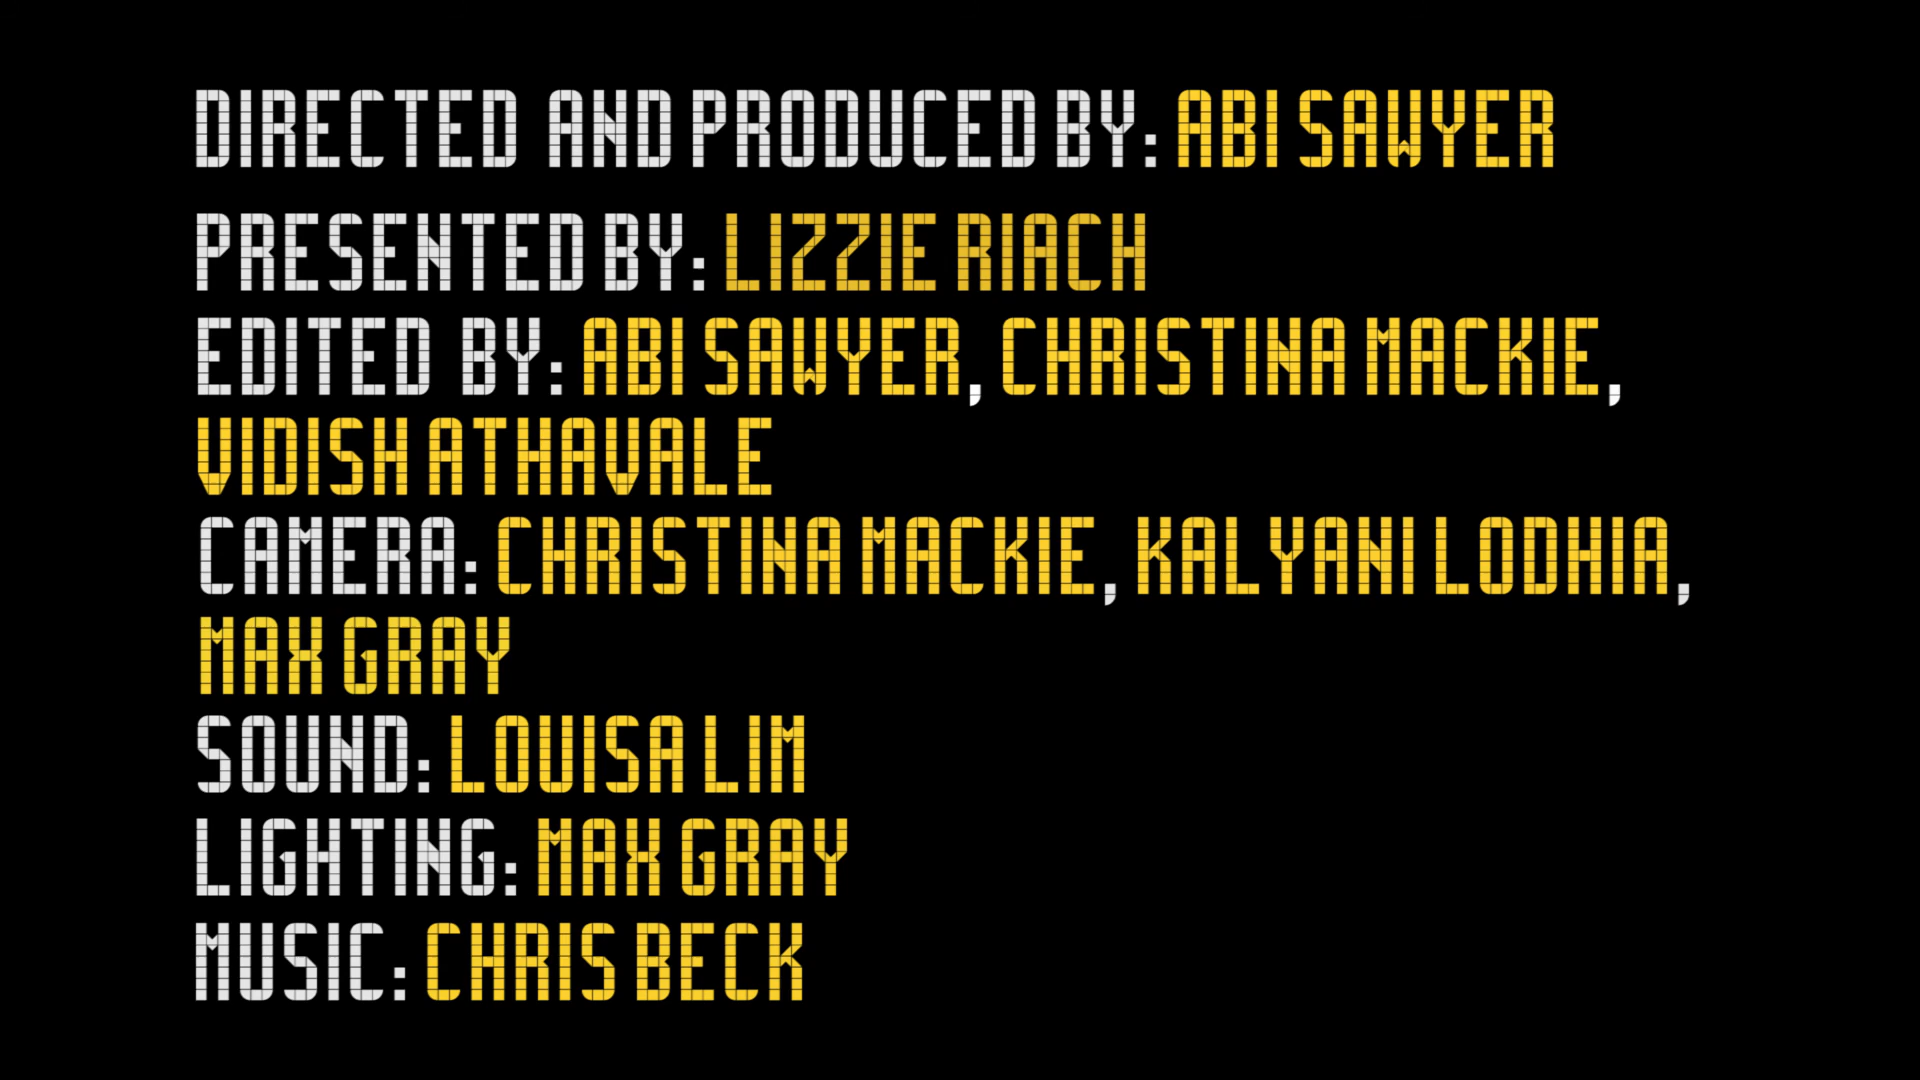 DIRECTED AND PRODUCED BY: ABI SAWYER
PRESENTED BY: LIZZIE RIACH
EDITED BY: ABI SAWYER, CHRISTINA MACKIE,
VIDISH ATHAVALE
CAMERA: CHRISTINA MACKIE, KALYANI LODHIA,
MAX GRAY
SOUND: LOUISA LIM
LIGHTING: MAX GRAY
MUSIC: CHRIS BECK